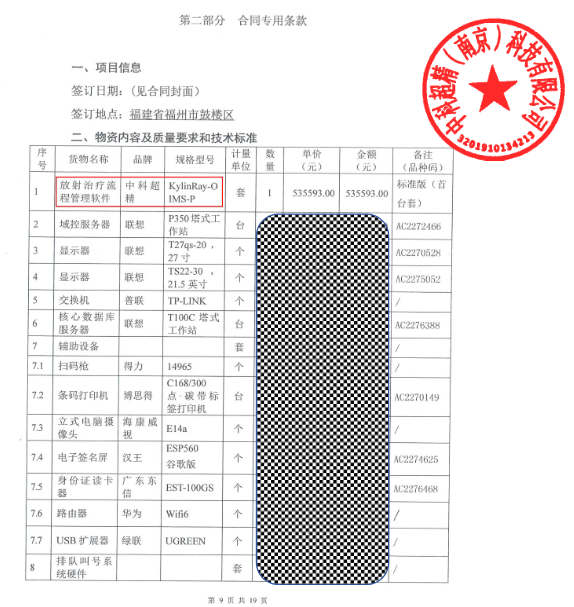 第二部分 合同专用条款
中科超精（南京）科技有限公司
3201910134213
一、项目信息
签订日期：(见合同封面)
签订地点：福建省福州市鼓楼区
二、物资内容及质量要求和技术标准
序号 货物名称 品牌 规格型号 计量单位 数量 单价（元） 金额（元） 备注（品种码）
1 放射治疗流程管理软件 中科超精 KylinRay-OIMS-P 套 1 535593.00 535593.00 标准版（首台套）
2 域控服务器 联想 P350塔式工作站 台 AC2272466
3 显示器 联想 T27qs-20，27寸 个 AC2270528
4 显示器 联想 TS22-30，21.5英寸 个 AC2275052
5 交换机 普联 TP-LINK 个 /
6 核心数据库服务器 联想 T100C塔式工作站 台 AC2276388
7 辅助设备 套 /
7.1 扫码枪 得力 14965 个 /
7.2 条码打印机 博思得 C168/300点·碳带标签打印机 台 AC2270149
7.3 立式电脑摄像头 海康威视 E14a 个 /
7.4 电子签名屏 汉王 ESP560谷歌版 个 AC2274625
7.5 身份证读卡器 广东东信 EST-100GS 个 AC2276468
7.6 路由器 华为 Wifi6 个 /
7.7 USB扩展器 绿联 UGREEN 个 /
8 排队叫号系统硬件 套 /
第 9 页 共 19 页